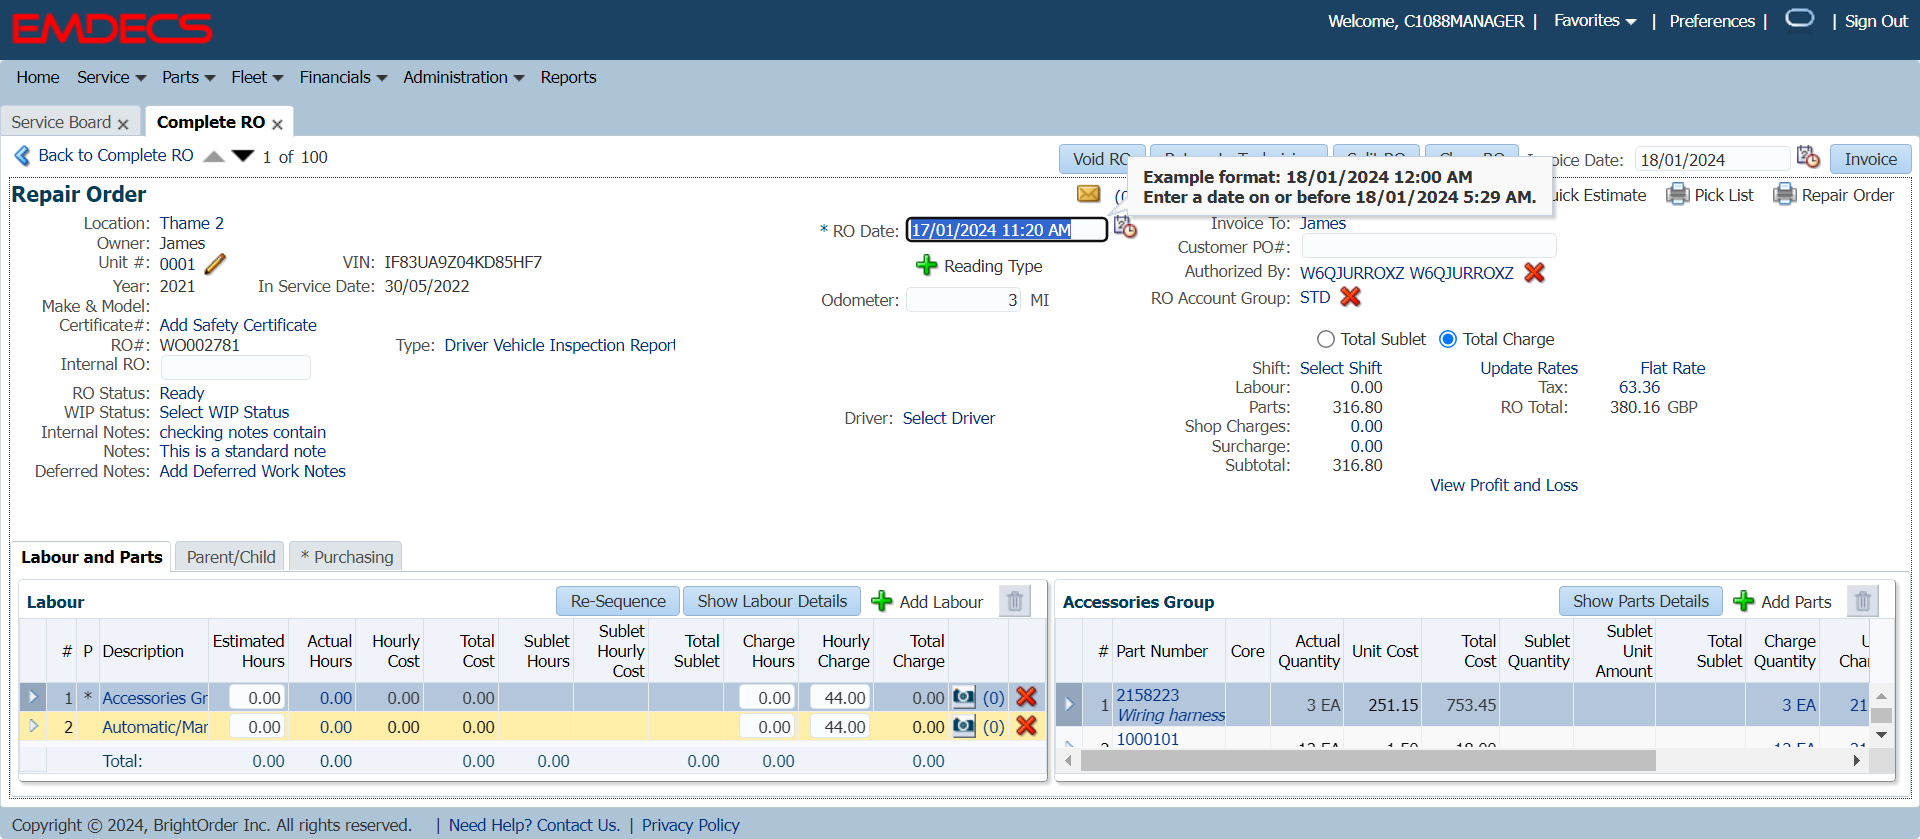 EMDECS
Welcome, C1088MANAGER | Favorites | Preferences | | Sign Out
Home Service Parts Fleet Financials Administration Reports
Service Board Complete RO
Back to Complete RO 1 of 100
Void RO Invoice Date: 18/01/2024 Invoice
Example format: 18/01/2024 12:00 AM
Enter a date on or before 18/01/2024 5:29 AM.
Repair Order
Estimate Pick List Repair Order
Location: Thame 2
Owner: James
Unit #: 0001 VIN: IF83UA9Z04KD85HF7
Year: 2021 In Service Date: 30/05/2022
Make & Model:
Certificate#: Add Safety Certificate
RO#: WO002781 Type: Driver Vehicle Inspection Report
Internal RO:
RO Status: Ready
WIP Status: Select WIP Status
Internal Notes: checking notes contain
Notes: This is a standard note
Deferred Notes: Add Deferred Work Notes
* RO Date: 17/01/2024 11:20 AM
Reading Type
Odometer: 3 MI
Driver: Select Driver
Invoice To: James
Customer PO#:
Authorized By: W6QJURROXZ W6QJURROXZ
RO Account Group: STD
Total Sublet Total Charge
Shift: Select Shift Update Rates Flat Rate
Labour: 0.00 Tax: 63.36
Parts: 316.80 RO Total: 380.16 GBP
Shop Charges: 0.00
Surcharge: 0.00
Subtotal: 316.80
View Profit and Loss
Labour and Parts Parent/Child * Purchasing
Labour Re-Sequence Show Labour Details Add Labour
# P Description Estimated Hours Actual Hours Hourly Cost Total Cost Sublet Hours Sublet Hourly Cost Total Sublet Charge Hours Hourly Charge Total Charge
1 * Accessories Gr 0.00 0.00 0.00 0.00 0.00 44.00 0.00 (0)
2 Automatic/Mar 0.00 0.00 0.00 0.00 0.00 44.00 0.00 (0)
Total: 0.00 0.00 0.00 0.00 0.00 0.00 0.00
Accessories Group Show Parts Details Add Parts
# Part Number Core Actual Quantity Unit Cost Total Cost Sublet Quantity Sublet Unit Amount Total Sublet Charge Quantity U Char
1 2158223 3 EA 251.15 753.45 3 EA 21
Wiring harness
1000101
Copyright © 2024, BrightOrder Inc. All rights reserved. | Need Help? Contact Us. | Privacy Policy